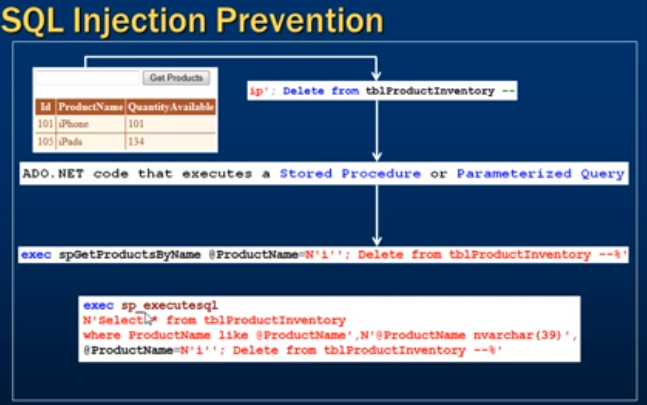 SQL Injection Prevention
Get Products
ip'; Delete from tblProductInventory --
Id ProductName QuantityAvailable
101 iPhone 101
105 iPads 134
ADO.NET code that executes a Stored Procedure or Parameterized Query
exec spGetProductsByName @ProductName=N'i''; Delete from tblProductInventory --%'
exec sp_executesql
N'Select * from tblProductInventory
where ProductName like @ProductName',N'@ProductName nvarchar(39)',
@ProductName=N'i''; Delete from tblProductInventory --%'